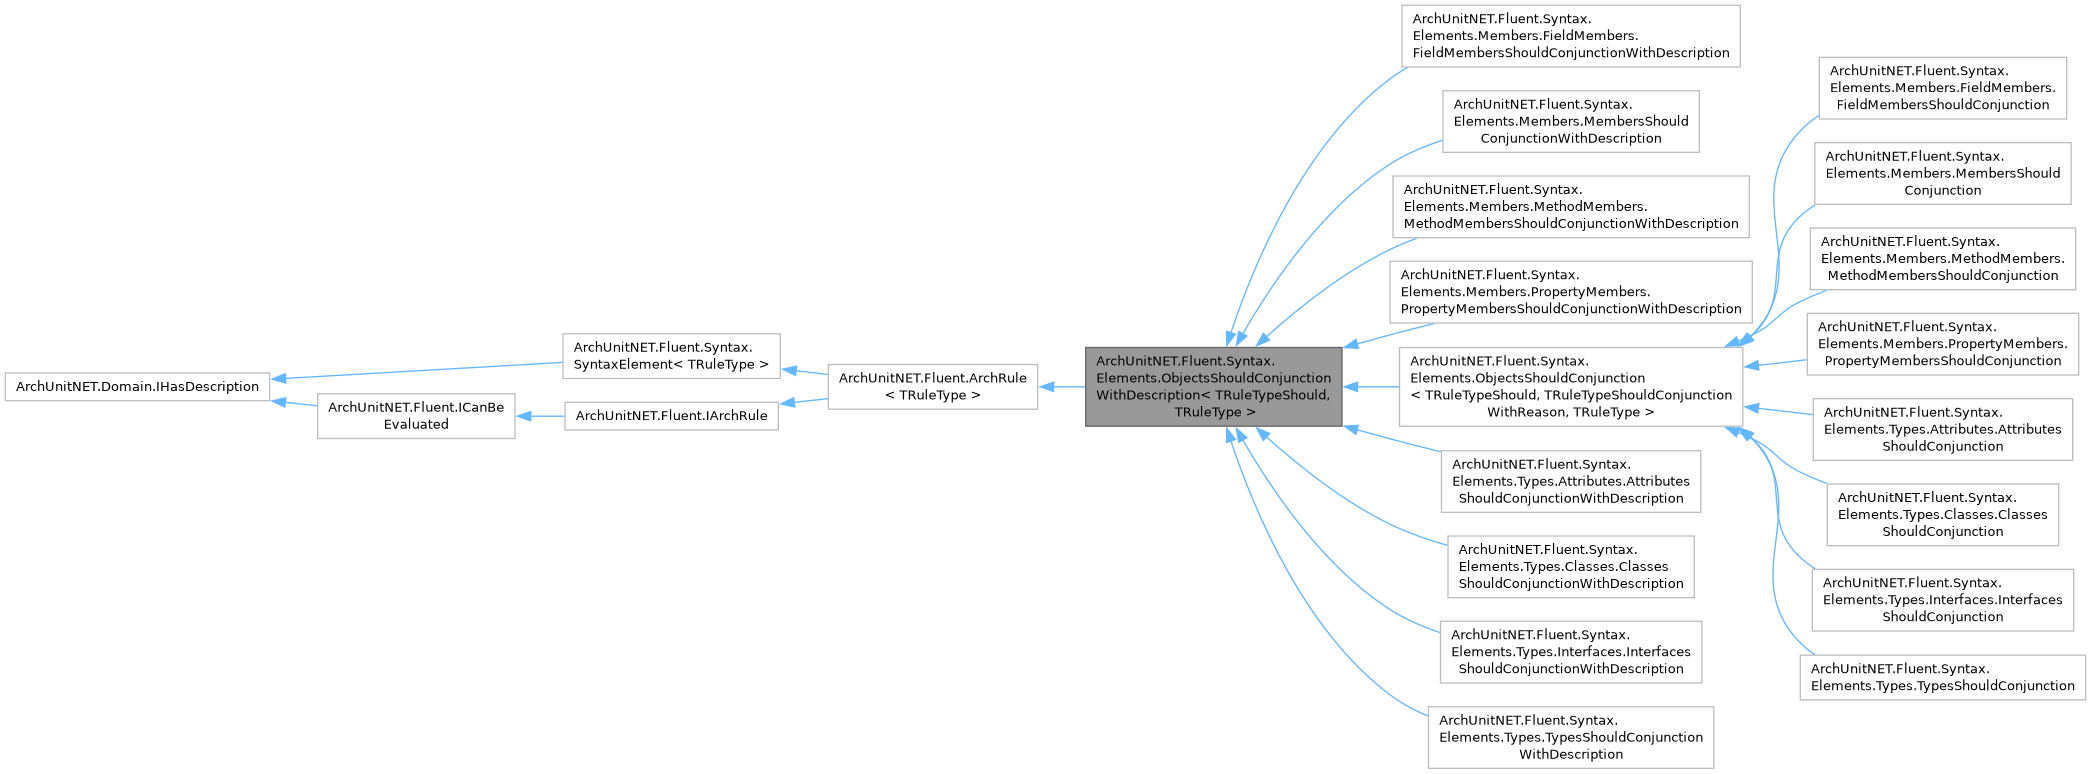 ArchUnitNET.Domain.IHasDescription
ArchUnitNET.Fluent.Syntax.
SyntaxElement< TRuleType >
ArchUnitNET.Fluent.ICanBe
Evaluated
ArchUnitNET.Fluent.IArchRule
ArchUnitNET.Fluent.ArchRule
< TRuleType >
ArchUnitNET.Fluent.Syntax.
Elements.ObjectsShouldConjunction
WithDescription< TRuleTypeShould,
TRuleType >
ArchUnitNET.Fluent.Syntax.
Elements.Members.FieldMembers.
FieldMembersShouldConjunctionWithDescription
ArchUnitNET.Fluent.Syntax.
Elements.Members.MembersShould
ConjunctionWithDescription
ArchUnitNET.Fluent.Syntax.
Elements.Members.MethodMembers.
MethodMembersShouldConjunctionWithDescription
ArchUnitNET.Fluent.Syntax.
Elements.Members.PropertyMembers.
PropertyMembersShouldConjunctionWithDescription
ArchUnitNET.Fluent.Syntax.
Elements.ObjectsShouldConjunction
< TRuleTypeShould, TRuleTypeShouldConjunction
WithReason, TRuleType >
ArchUnitNET.Fluent.Syntax.
Elements.Types.Attributes.Attributes
ShouldConjunctionWithDescription
ArchUnitNET.Fluent.Syntax.
Elements.Types.Classes.Classes
ShouldConjunctionWithDescription
ArchUnitNET.Fluent.Syntax.
Elements.Types.Interfaces.Interfaces
ShouldConjunctionWithDescription
ArchUnitNET.Fluent.Syntax.
Elements.Types.TypesShouldConjunction
WithDescription
ArchUnitNET.Fluent.Syntax.
Elements.Members.FieldMembers.
FieldMembersShouldConjunction
ArchUnitNET.Fluent.Syntax.
Elements.Members.MembersShould
Conjunction
ArchUnitNET.Fluent.Syntax.
Elements.Members.MethodMembers.
MethodMembersShouldConjunction
ArchUnitNET.Fluent.Syntax.
Elements.Members.PropertyMembers.
PropertyMembersShouldConjunction
ArchUnitNET.Fluent.Syntax.
Elements.Types.Attributes.Attributes
ShouldConjunction
ArchUnitNET.Fluent.Syntax.
Elements.Types.Classes.Classes
ShouldConjunction
ArchUnitNET.Fluent.Syntax.
Elements.Types.Interfaces.Interfaces
ShouldConjunction
ArchUnitNET.Fluent.Syntax.
Elements.Types.TypesShouldConjunction